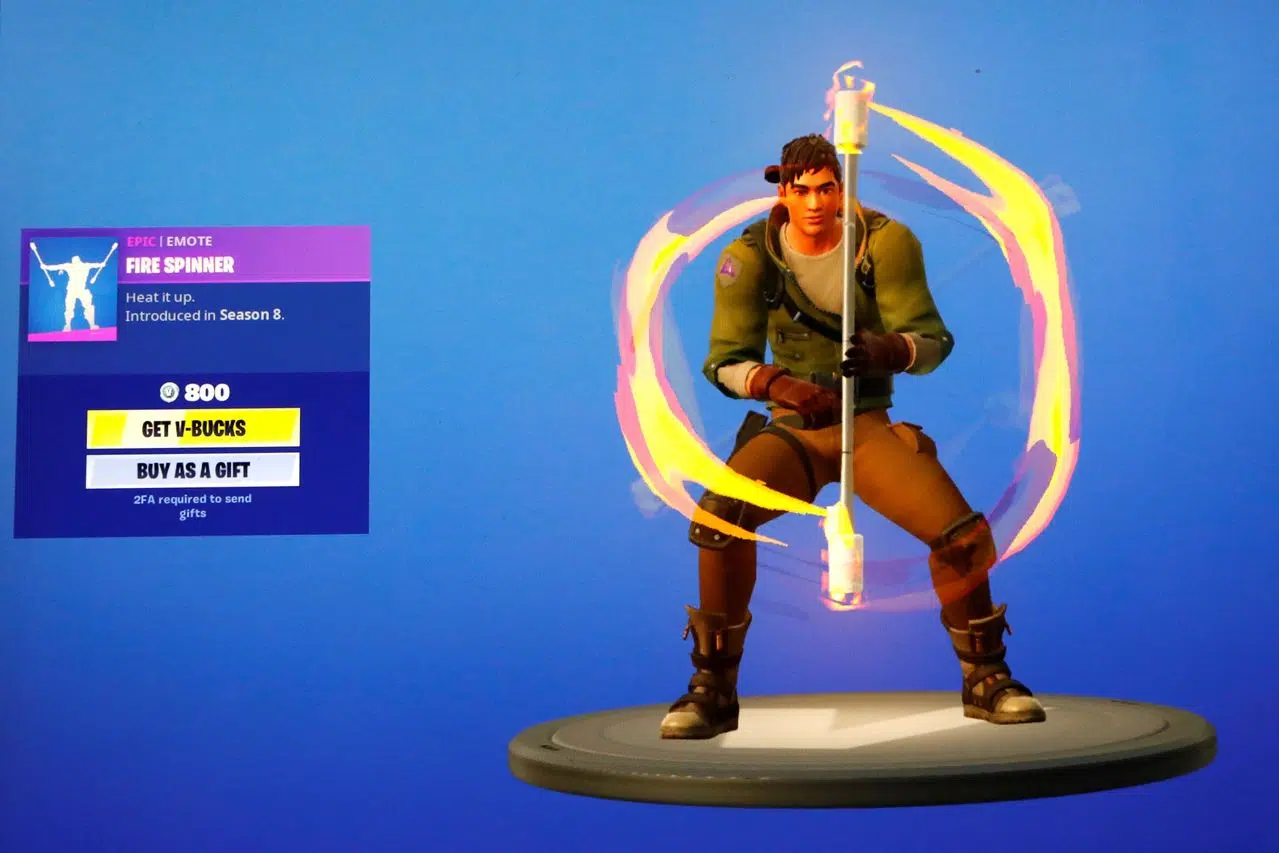 EPIC | EMOTE
FIRE SPINNER
Heat it up.
Introduced in Season 8.
800
GET V-BUCKS
BUY AS A GIFT
2FA required to send
gifts